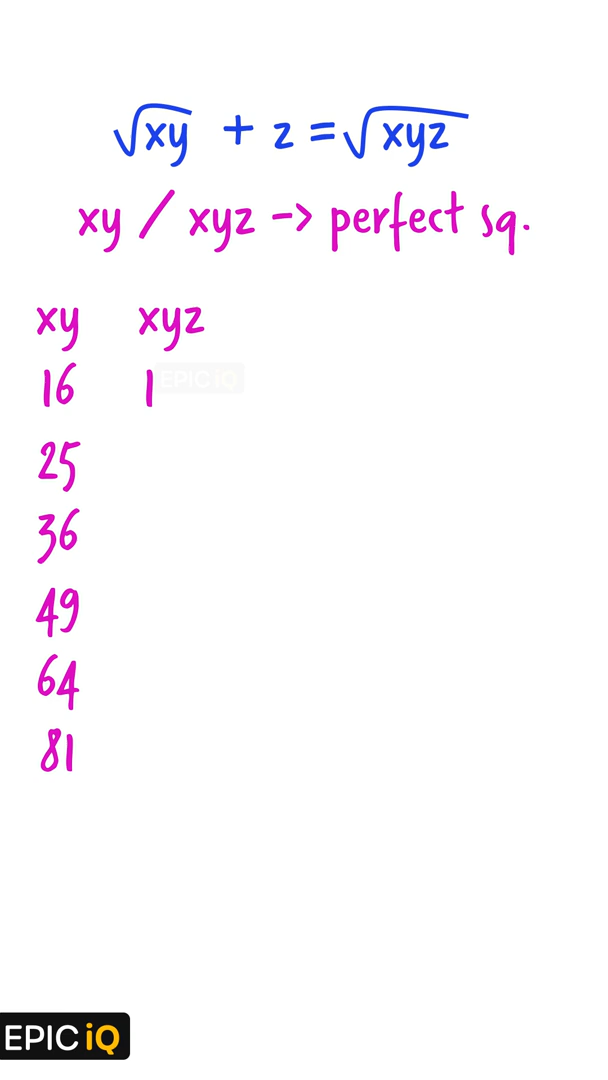 √xy + z = √xyz
xy / xyz -> perfect sq.
xy xyz
16 1
EPIC iQ
25
36
49
64
81
EPIC iQ